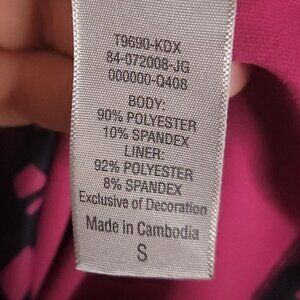 T9690-KDX
84-072008-JG
000000-Q408
BODY:
90% POLYESTER
10% SPANDEX
LINER:
92% POLYESTER
8% SPANDEX
Exclusive of Decoration
Made in Cambodia
S